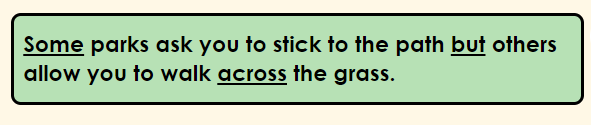 Some parks ask you to stick to the path but others
allow you to walk across the grass.